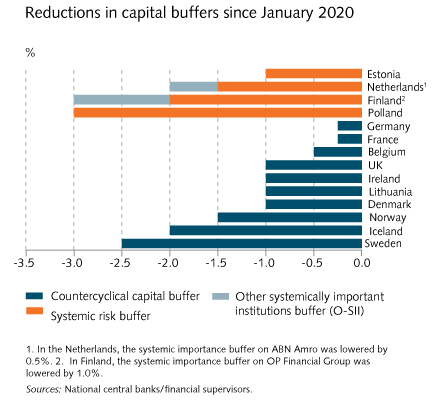 Reductions in capital buffers since January 2020
%
Estonia
Netherlands¹
Finland²
Polland
Germany
France
Belgium
UK
Ireland
Lithuania
Denmark
Norway
Iceland
Sweden
-3.5 -3.0 -2.5 -2.0 -1.5 -1.0 -0.5 0.0
Countercyclical capital buffer
Systemic risk buffer
Other systemically important
institutions buffer (O-SII)
1. In the Netherlands, the systemic importance buffer on ABN Amro was lowered by
0.5%. 2. In Finland, the systemic importance buffer on OP Financial Group was
lowered by 1.0%.
Sources: National central banks/financial supervisors.